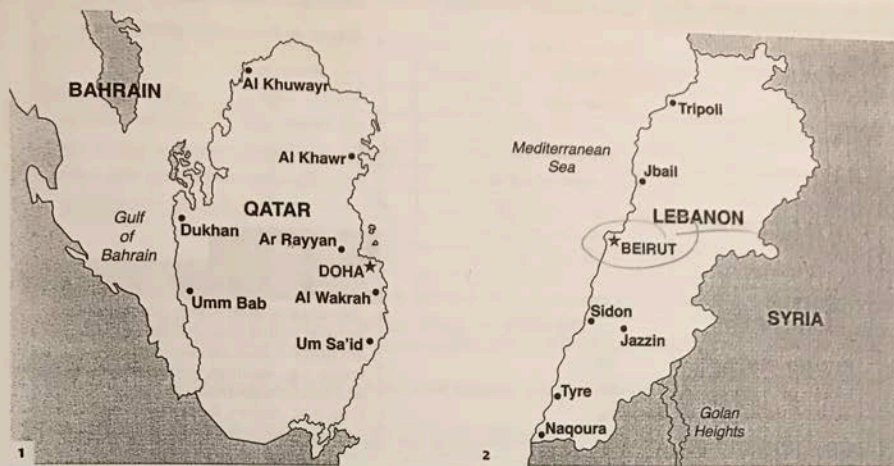 BAHRAIN
Al Khuwayr
Al Khawr
QATAR
Gulf
of
Bahrain
Dukhan
Ar Rayyan
DOHA
Umm Bab
Al Wakrah
Um Sa'id
1
Tripoli
Mediterranean
Sea
Jbail
LEBANON
BEIRUT
Sidon
Jazzin
SYRIA
Tyre
Golan
Heights
Naqoura
2